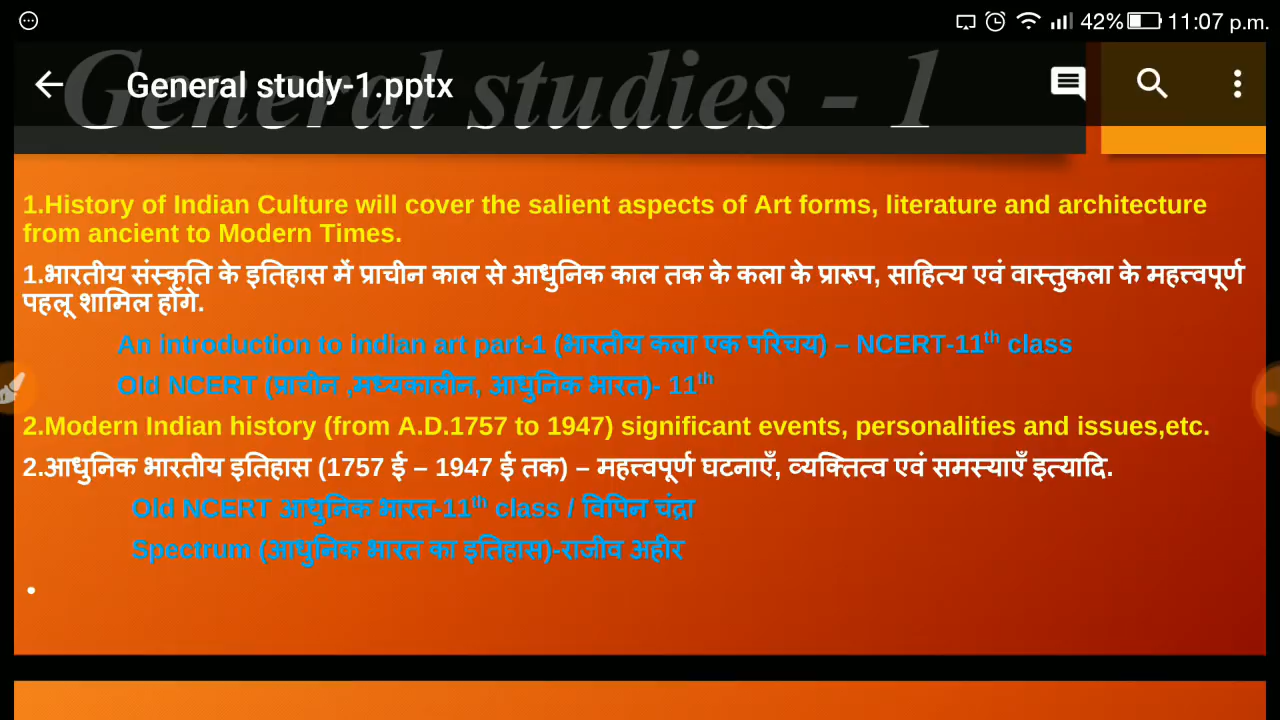 42% 11:07 p.m.
General studies - 1
General study-1.pptx
1.History of Indian Culture will cover the salient aspects of Art forms, literature and architecture
from ancient to Modern Times.
1.भारतीय संस्कृति के इतिहास में प्राचीन काल से आधुनिक काल तक के कला के प्रारूप, साहित्य एवं वास्तुकला के महत्त्वपूर्ण
पहलू शामिल होंगे.
An introduction to indian art part-1 (भारतीय कला एक परिचय) – NCERT-11th class
Old NCERT (प्राचीन ,मध्यकालीन, आधुनिक भारत)- 11th
2.Modern Indian history (from A.D.1757 to 1947) significant events, personalities and issues,etc.
2.आधुनिक भारतीय इतिहास (1757 ई – 1947 ई तक) – महत्त्वपूर्ण घटनाएँ, व्यक्तित्व एवं समस्याएँ इत्यादि.
Old NCERT आधुनिक भारत-11th class / विपिन चंद्रा
Spectrum (आधुनिक भारत का इतिहास)-राजीव अहीर